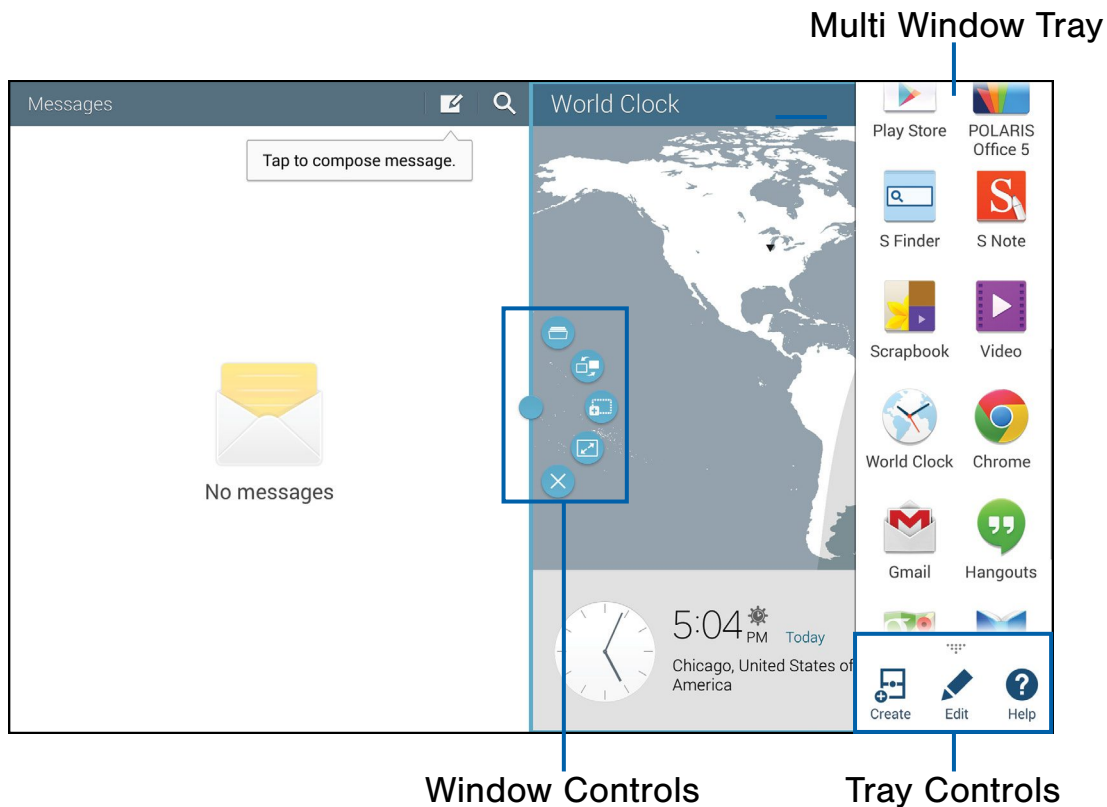 Multi Window Tray
Messages
World Clock
Tap to compose message.
No messages
5:04 PM Today
Chicago, United States of
America
Play Store
POLARIS
Office 5
S Finder
S Note
Scrapbook
Video
World Clock
Chrome
Gmail
Hangouts
Create
Edit
Help
Window Controls
Tray Controls